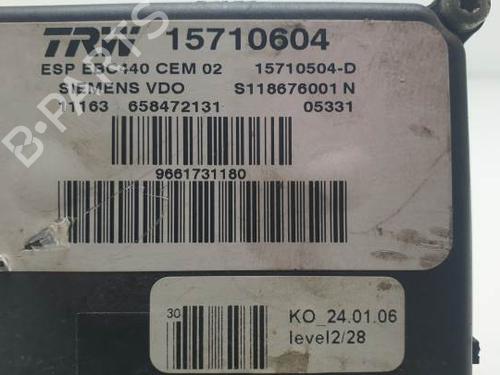 TRW 15710604
ESP EBC440 CEM 02 15710504-D
SIEMENS VDO S118676001 N
11163 658472131 05331
9661731180
30
KO_24.01.06
level2/28
B-PARTS